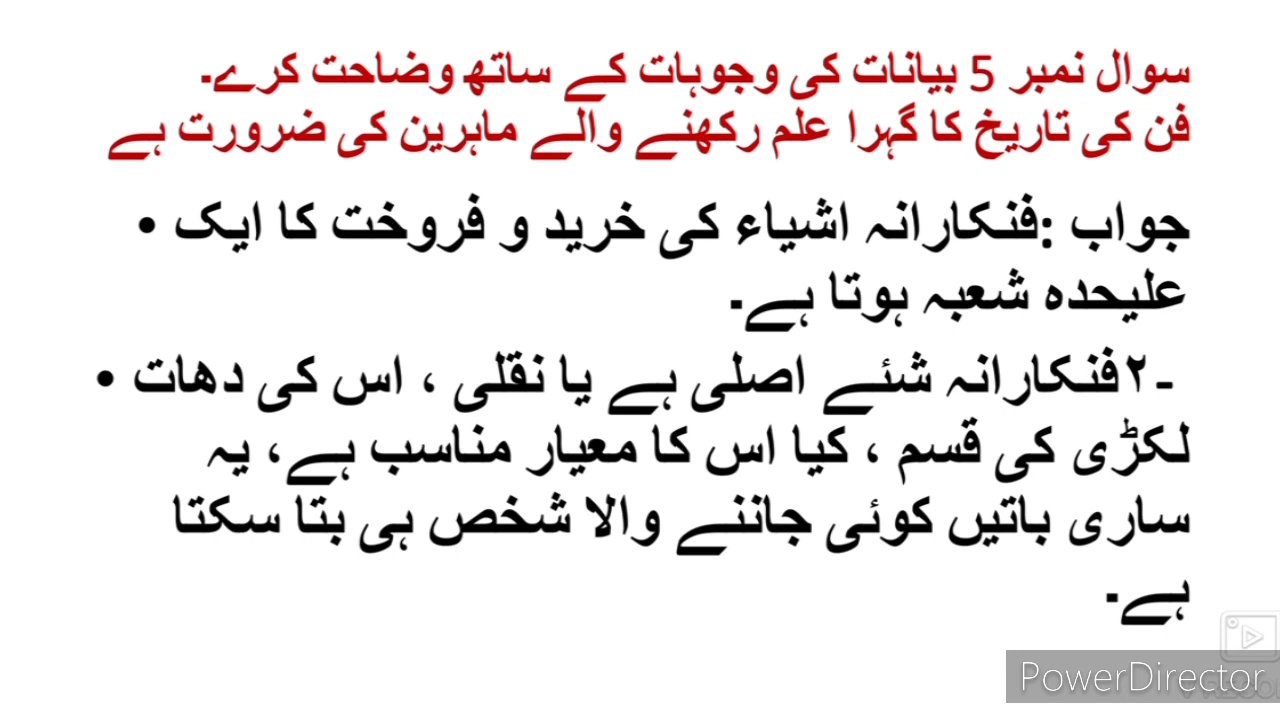 سوال نمبر 5 بیانات کی وجوہات کے ساتھ وضاحت کرے۔
فن کی تاریخ کا گہرا علم رکھنے والے ماہرین کی ضرورت ہے
جواب :فنکارانہ اشیاء کی خرید و فروخت کا ایک •
علیحدہ شعبہ ہوتا ہے۔
۔۲فنکارانہ شئے اصلی ہے یا نقلی ، اس کی دھات •
لکڑی کی قسم ، کیا اس کا معیار مناسب ہے، یہ
ساری باتیں کوئی جاننے والا شخص ہی بتا سکتا
ہے۔
PowerDirector